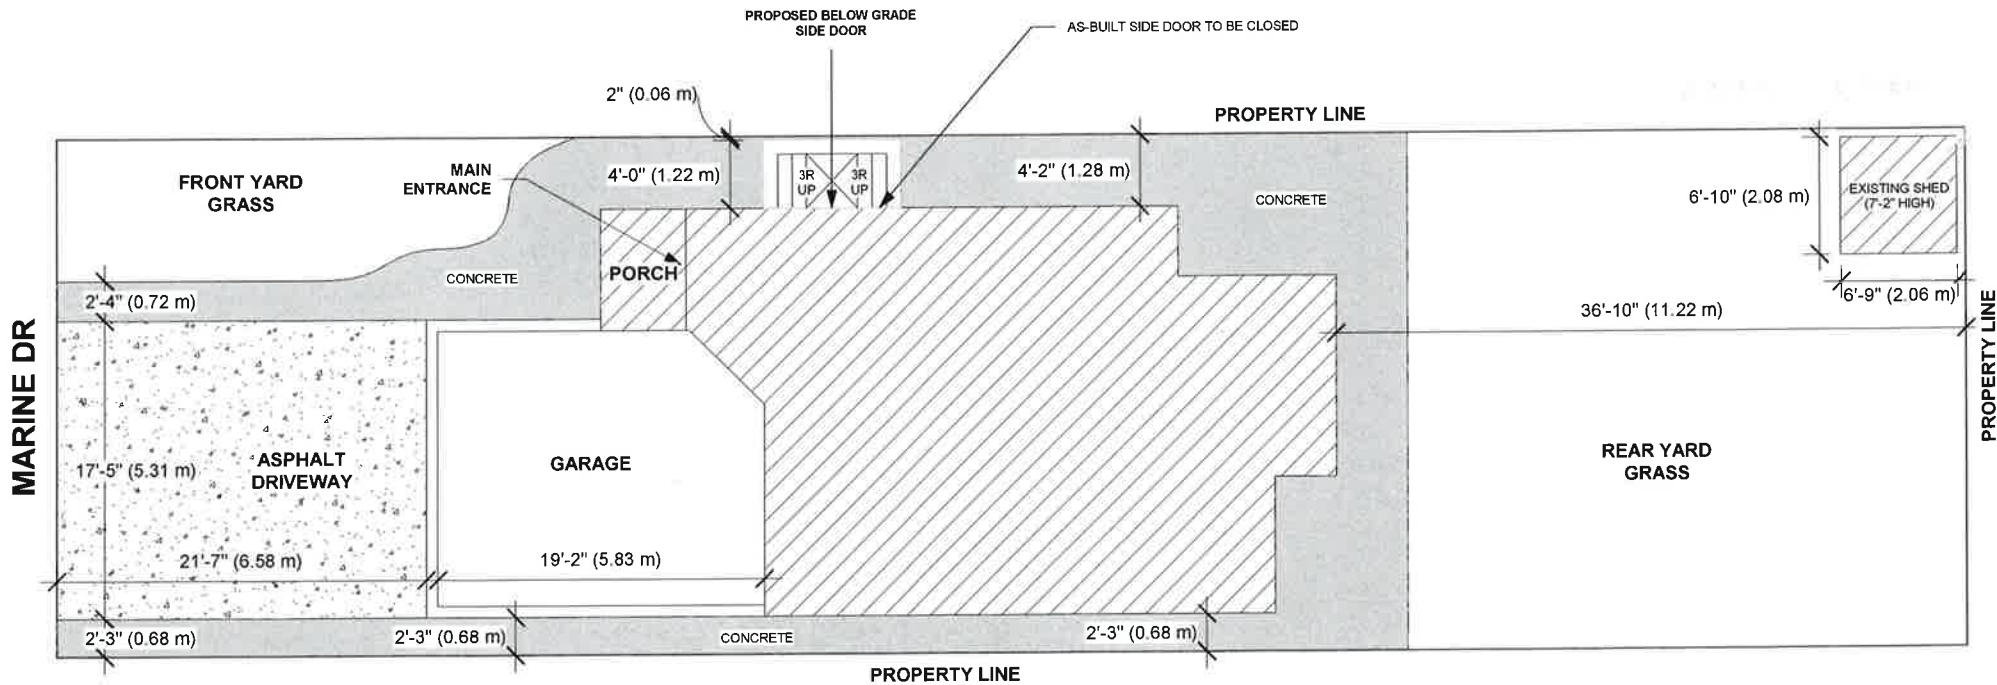 PROPOSED BELOW GRADE
SIDE DOOR
AS-BUILT SIDE DOOR TO BE CLOSED
2" (0.06 m)
PROPERTY LINE
FRONT YARD
GRASS
MAIN
ENTRANCE
4'-0" (1.22 m)
3R
UP
3R
UP
4'-2" (1.28 m)
CONCRETE
6'-10" (2.08 m)
EXISTING SHED
(7'-2" HIGH)
CONCRETE
PORCH
2'-4" (0.72 m)
6'-9" (2.06 m)
36'-10" (11.22 m)
PROPERTY LINE
MARINE DR
17'-5" (5.31 m)
ASPHALT
DRIVEWAY
GARAGE
REAR YARD
GRASS
21'-7" (6.58 m)
19'-2" (5.83 m)
2'-3" (0.68 m)
2'-3" (0.68 m)
CONCRETE
2'-3" (0.68 m)
PROPERTY LINE